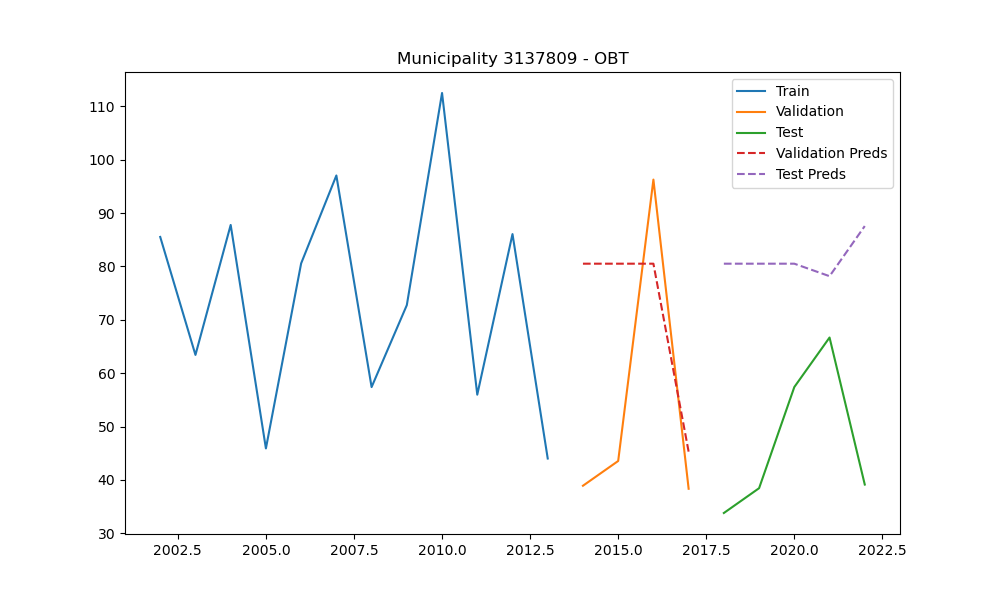 Municipality 3137809 - OBT
Train
Validation
Test
Validation Preds
Test Preds
110
100
90
80
70
60
50
40
30
2002.5 2005.0 2007.5 2010.0 2012.5 2015.0 2017.5 2020.0 2022.5